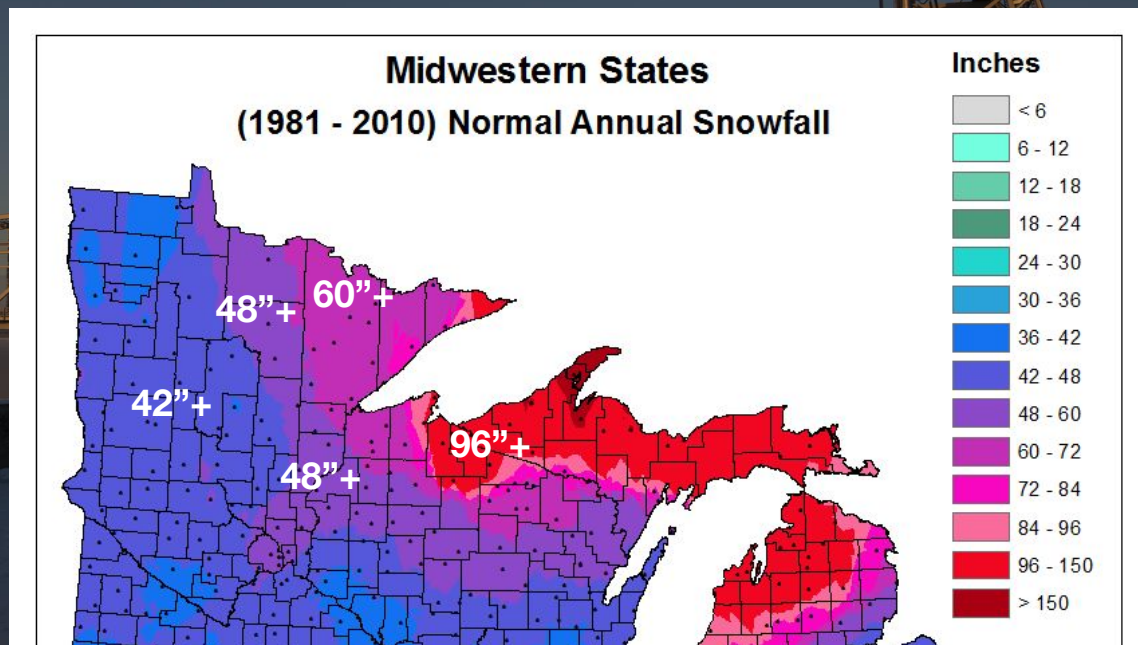 Midwestern States
(1981 - 2010) Normal Annual Snowfall
Inches
< 6
6 - 12
12 - 18
18 - 24
24 - 30
30 - 36
36 - 42
42 - 48
48 - 60
60 - 72
72 - 84
84 - 96
96 - 150
> 150
48”+
60”+
42”+
96”+
48”+